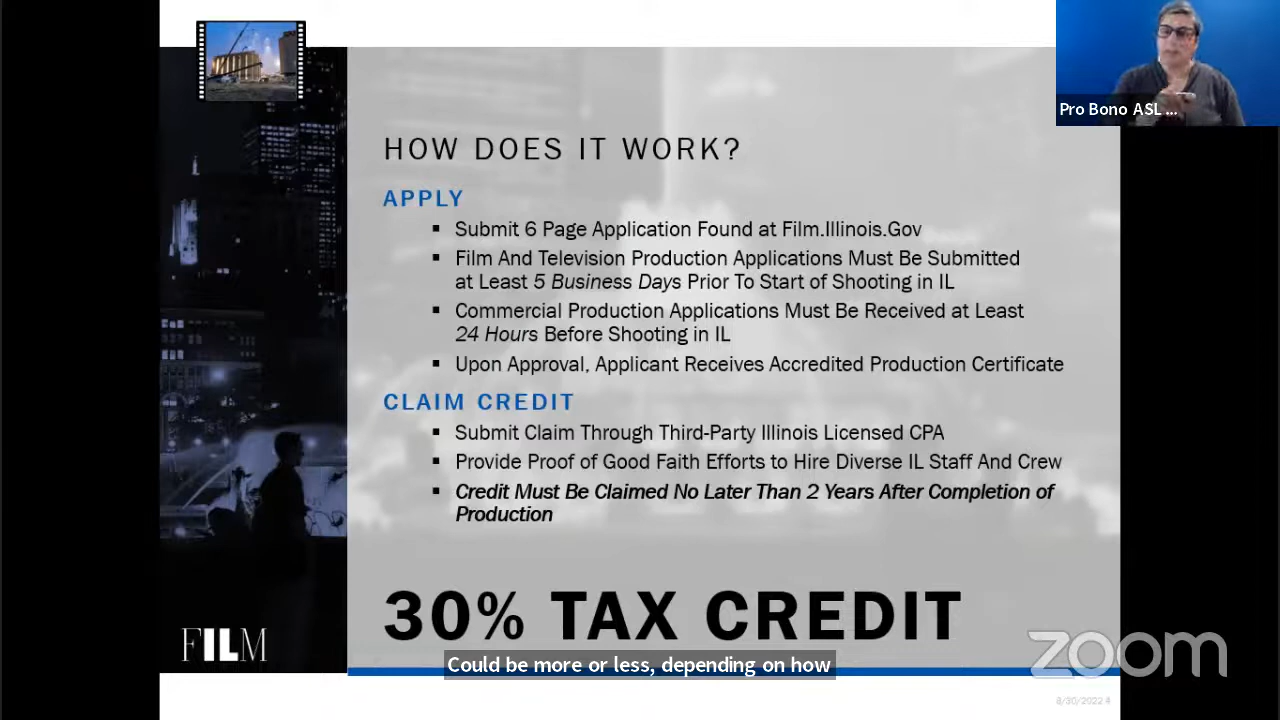 Pro Bono ASL ...
HOW DOES IT WORK?
APPLY
▪ Submit 6 Page Application Found at Film.Illinois.Gov
▪ Film And Television Production Applications Must Be Submitted
at Least 5 Business Days Prior To Start of Shooting in IL
▪ Commercial Production Applications Must Be Received at Least
24 Hours Before Shooting in IL
▪ Upon Approval, Applicant Receives Accredited Production Certificate
CLAIM CREDIT
▪ Submit Claim Through Third-Party Illinois Licensed CPA
▪ Provide Proof of Good Faith Efforts to Hire Diverse IL Staff And Crew
▪ Credit Must Be Claimed No Later Than 2 Years After Completion of
Production
30% TAX CREDIT
FILM
Could be more or less, depending on how
zoom
8/30/2022 4